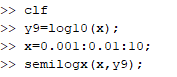 >> clf
>> y9=log10(x);
>> x=0.001:0.01:10;
>> semilogx(x,y9);